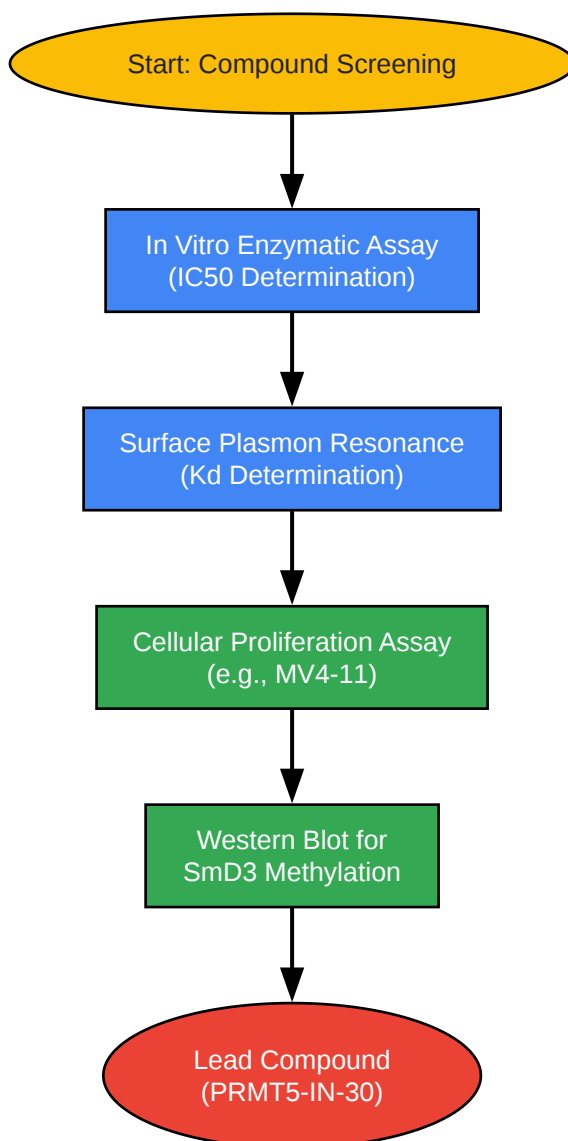 Start: Compound Screening
In Vitro Enzymatic Assay
(IC50 Determination)
Surface Plasmon Resonance
(Kd Determination)
Cellular Proliferation Assay
(e.g., MV4-11)
Western Blot for
SmD3 Methylation
Lead Compound
(PRMT5-IN-30)